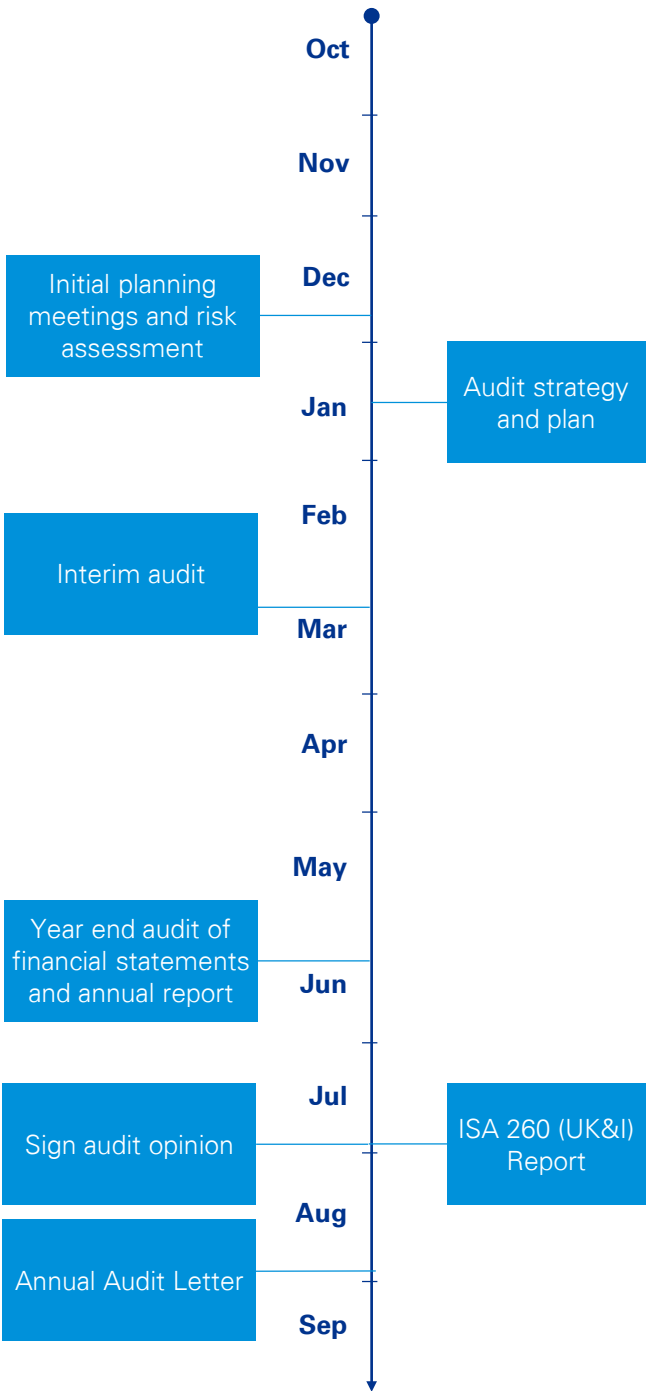 Oct
Nov
Dec
Initial planning
meetings and risk
assessment
Jan
Audit strategy
and plan
Feb
Interim audit
Mar
Apr
May
Year end audit of
financial statements
and annual report
Jun
Jul
Sign audit opinion
ISA 260 (UK&I)
Report
Aug
Annual Audit Letter
Sep